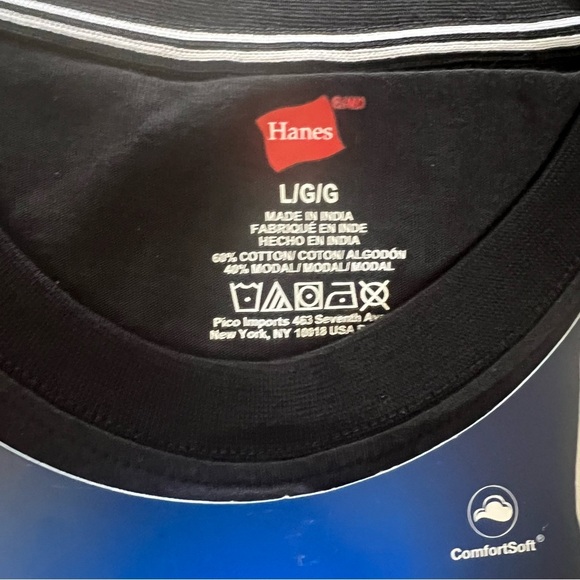 Hanes
L/G/G
MADE IN INDIA
FABRIQUÉ EN INDE
HECHO EN INDIA
60% COTTON/ COTON/ ALGODÓN
40% MODAL/ MODAL/ MODAL
Pico Imports 463 Seventh
New York, NY 10018 USA
ComfortSoft®